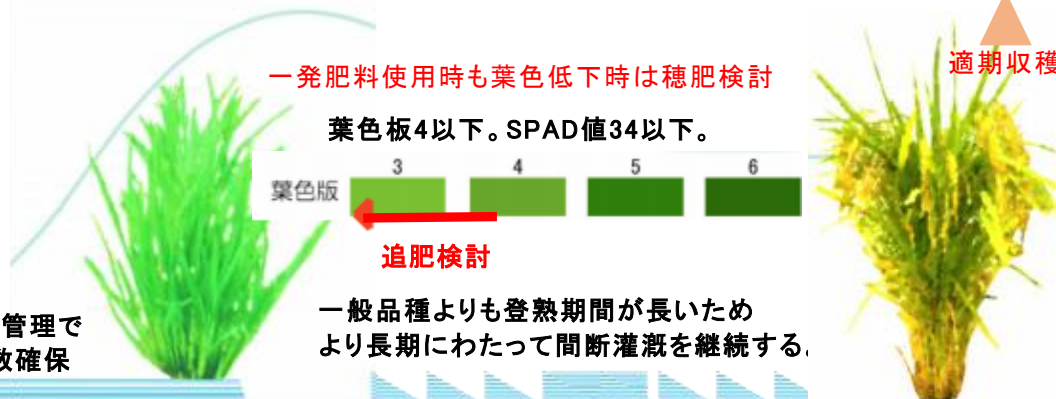 一発肥料使用時も葉色低下時は穂肥検討
適期収穫
葉色板4以下。SPAD値34以下。
3 4 5 6
葉色版
追肥検討
一般品種よりも登熟期間が長いため
より長期にわたって間断灌漑を継続する。
管理で
数確保